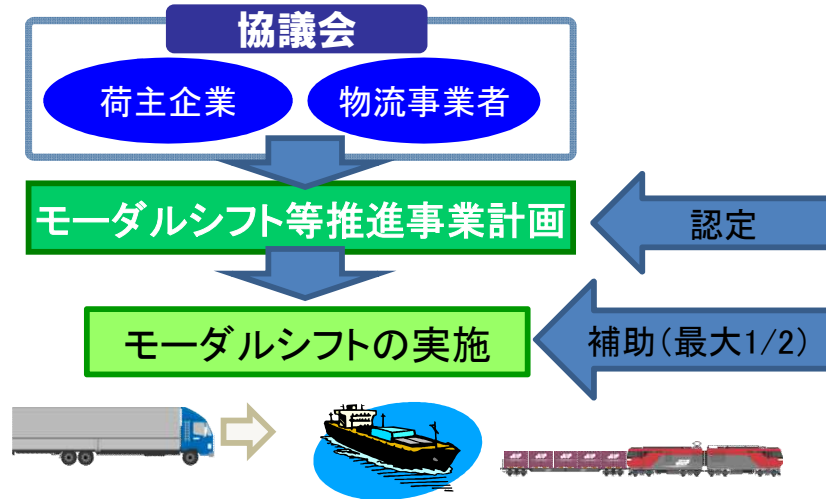 協議会
荷主企業
物流事業者
モーダルシフト等推進事業計画
認定
モーダルシフトの実施
補助(最大1/2)